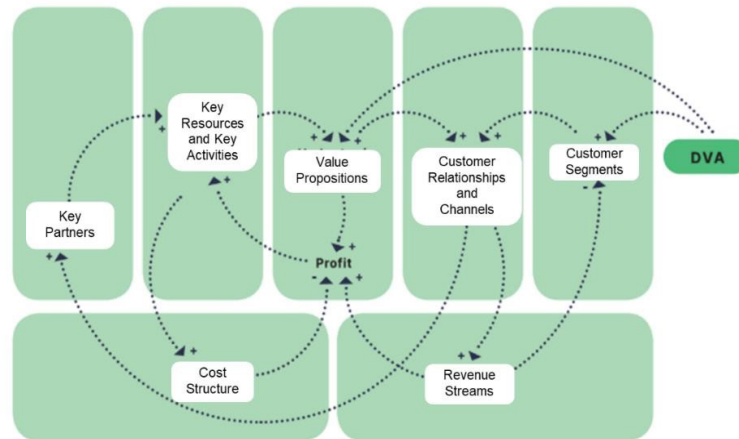 Key
Resources
and Key
Activities
Value
Propositions
Customer
Relationships
and
Channels
Customer
Segments
DVA
Key
Partners
Profit
Cost
Structure
Revenue
Streams
+
+
+
+
+
+
+
+
-
+
+
+
-
+
+
+